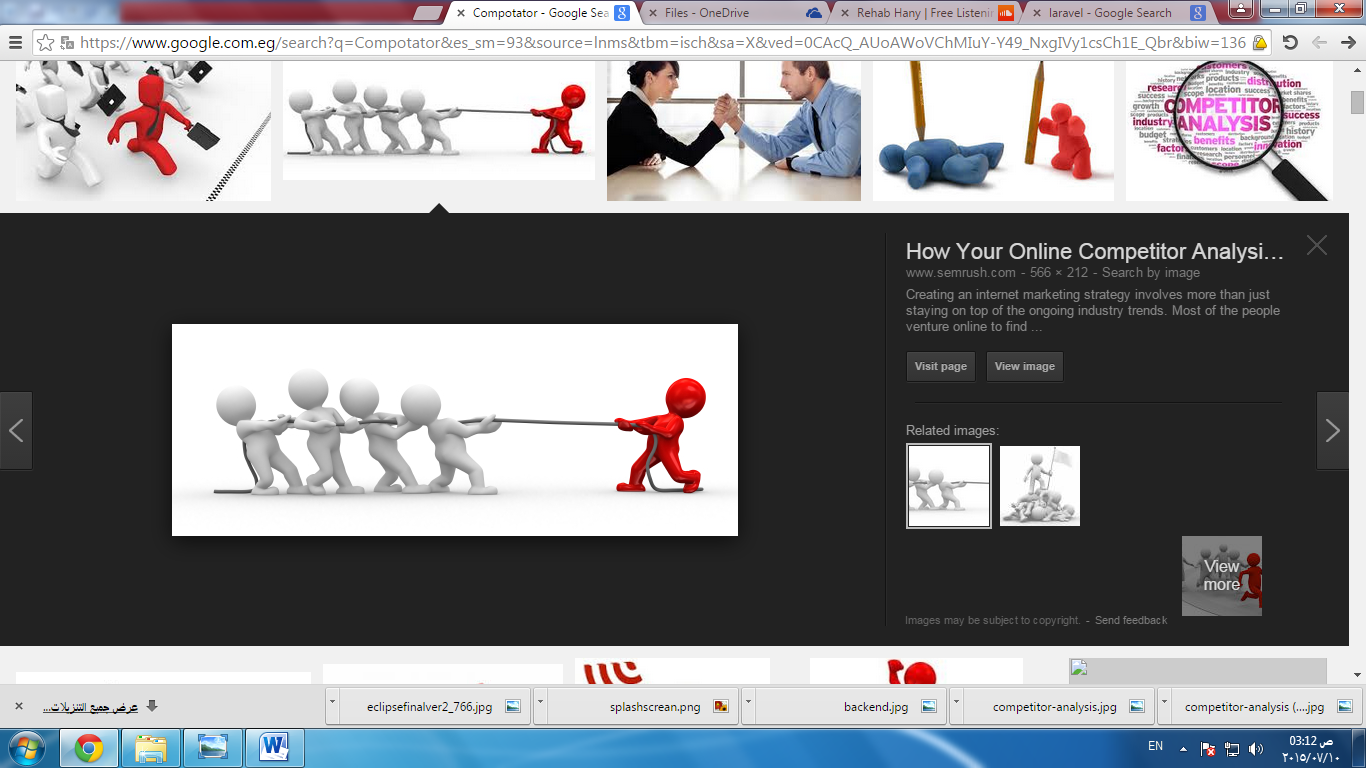 Compotator - Google Sea
Files - OneDrive
Rehab Hany | Free Listenin
laravel - Google Search
https://www.google.com.eg/search?q=Compotator&es_sm=93&source=lnms&tbm=isch&sa=X&ved=0CAcQ_AUoAWoVChMIuY-Y49_NxgIVy1csCh1E_Qbr&biw=136
COMPETITOR
ANALYSIS
How Your Online Competitor Analysi...
www.semrush.com - 566 × 212 - Search by image
Creating an internet marketing strategy involves more than just
staying on top of the ongoing industry trends. Most of the people
venture online to find ...
Visit page
View image
Related images:
View
more
Images may be subject to copyright. - Send feedback
عرض جميع التنزيلات...
eclipsefinalver2_766.jpg
splashscrean.png
backend.jpg
competitor-analysis.jpg
competitor-analysis (....jpg
EN
03:12 ص
٢٠١٥/٠٧/١٠